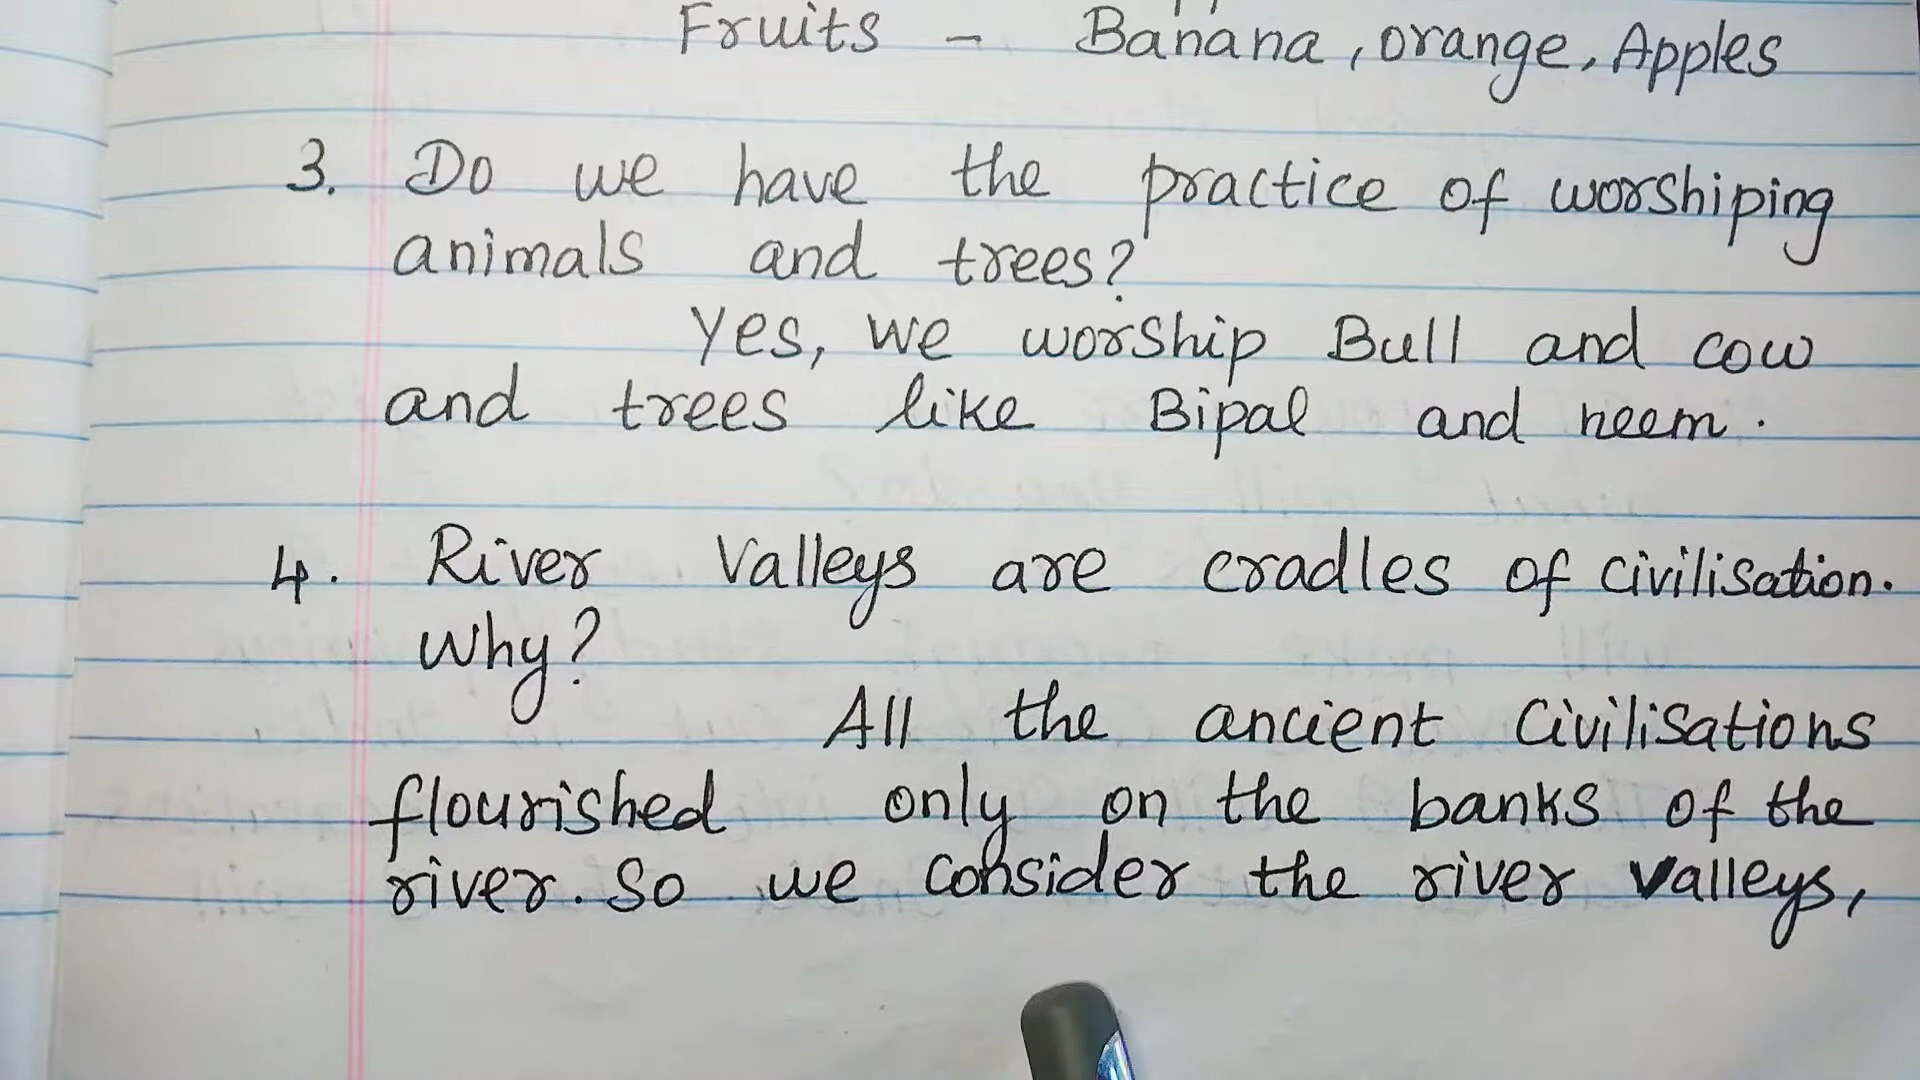 Fruits - Banana, orange, Apples
3. Do we have the practice of worshiping
animals and trees?
Yes, we worship Bull and cow
and trees like Bipal and neem.
4. River Valleys are cradles of civilisation.
Why?
All the ancient Civilisations
flourished only on the banks of the
river. So we consider the river valleys,